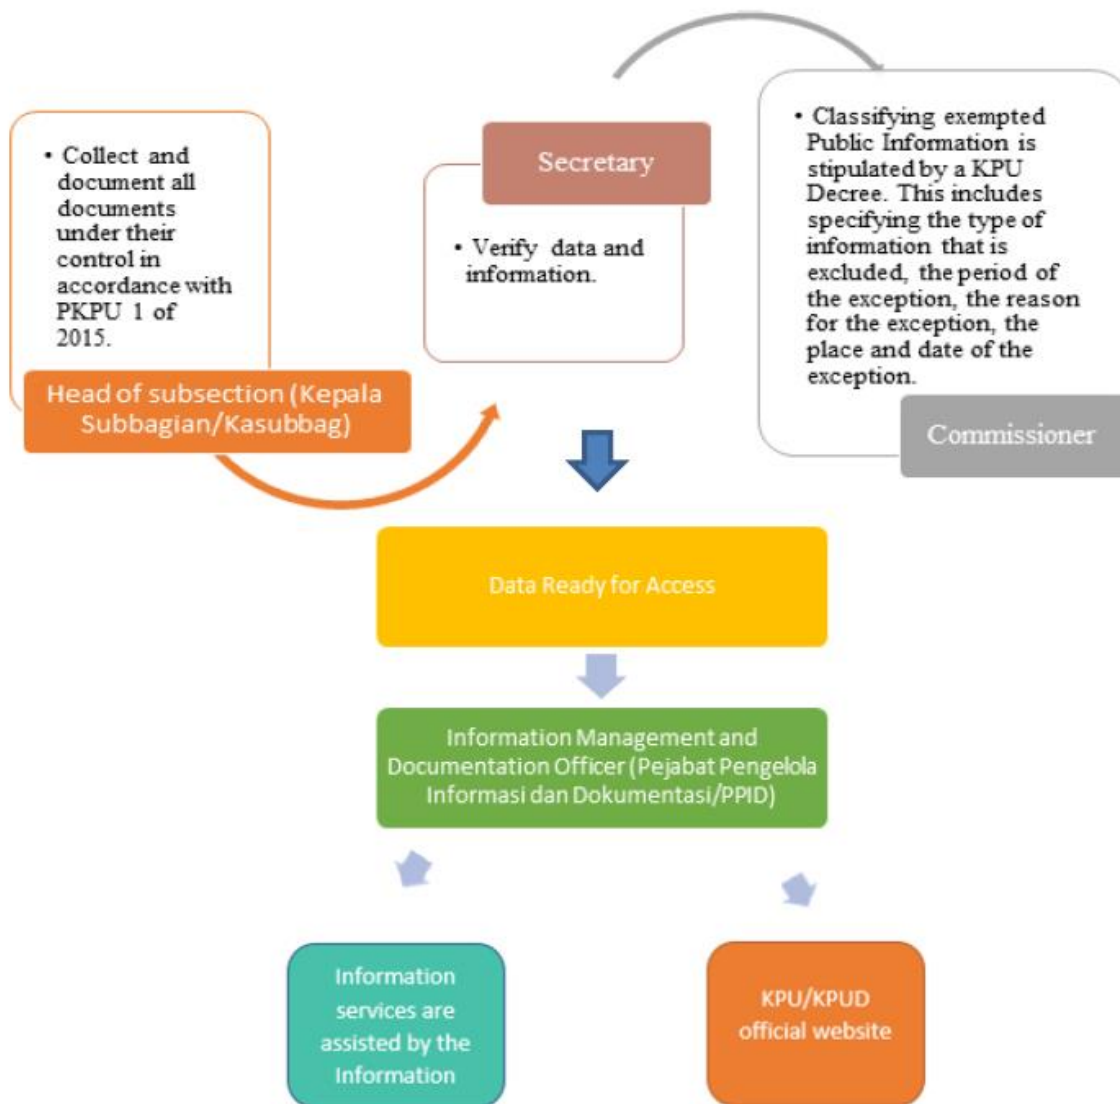 • Collect and
document all
documents
under their
control in
accordance with
PKPU 1 of
2015.
Head of subsection (Kepala
Subbagian/Kasubbag)
Secretary
• Verify data and
information.
• Classifying exempted
Public Information is
stipulated by a KPU
Decree. This includes
specifying the type of
information that is
excluded, the period of
the exception, the reason
for the exception, the
place and date of the
exception.
Commissioner
Data Ready for Access
Information Management and
Documentation Officer (Pejabat Pengelola
Informasi dan Dokumentasi/PPID)
Information
services are
assisted by the
Information
KPU/KPUD
official website